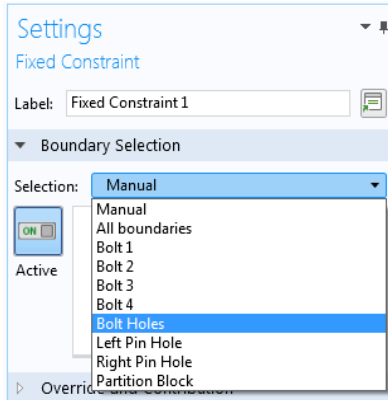 Settings
Fixed Constraint
Label: Fixed Constraint 1
Boundary Selection
Selection: Manual
Manual
All boundaries
Bolt 1
Bolt 2
Bolt 3
Bolt 4
Bolt Holes
Left Pin Hole
Right Pin Hole
Partition Block
ON
Active
Override and Contribution